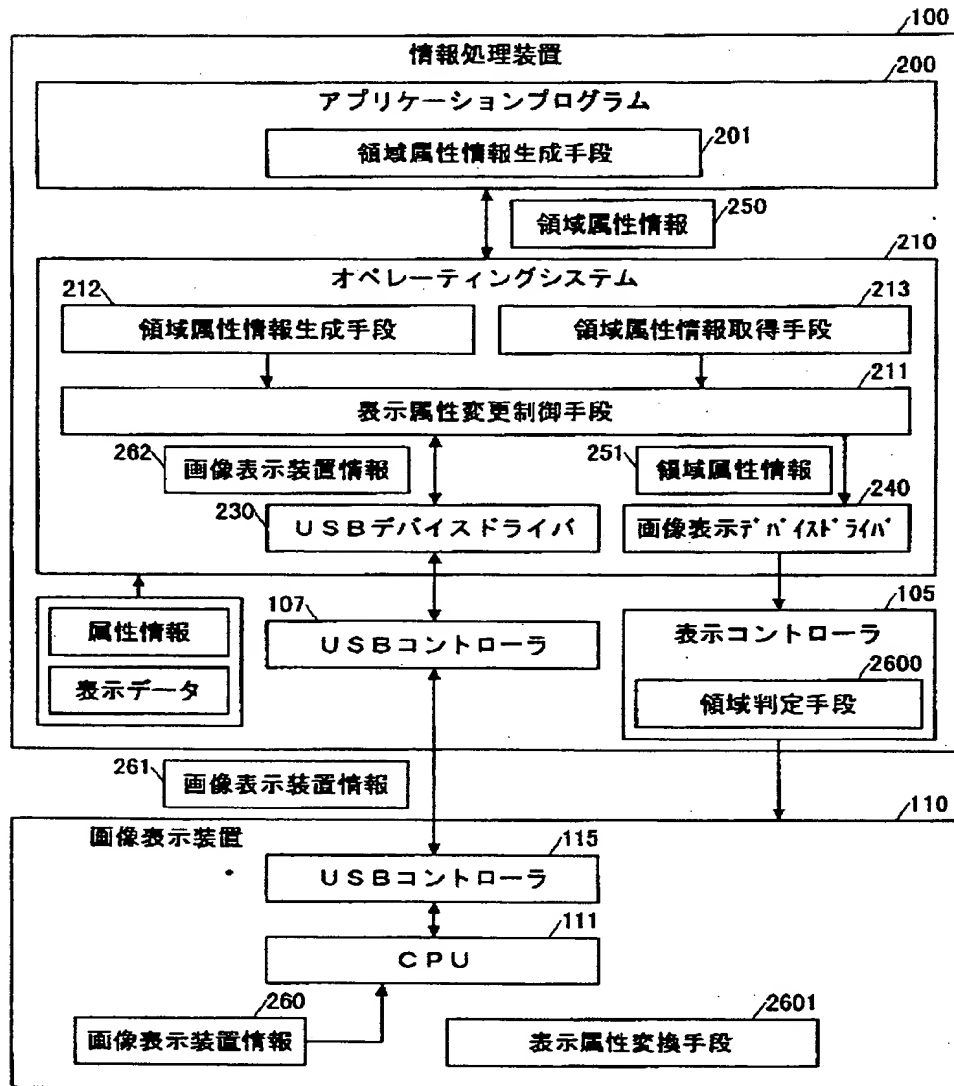 100
情報処理装置
200
アプリケーションプログラム
201
領域属性情報生成手段
250
領域属性情報
210
オペレーティングシステム
212
213
領域属性情報生成手段
領域属性情報取得手段
211
表示属性変更制御手段
262
画像表示装置情報
251
領域属性情報
240
230
USBデバイスドライバ
画像表示ﾃﾞﾊﾞｲｽﾄﾞﾗｲﾊﾞ
107
105
属性情報
USBコントローラ
表示コントローラ
2600
表示データ
領域判定手段
261
画像表示装置情報
110
画像表示装置
115
USBコントローラ
111
CPU
260
2601
画像表示装置情報
表示属性変換手段